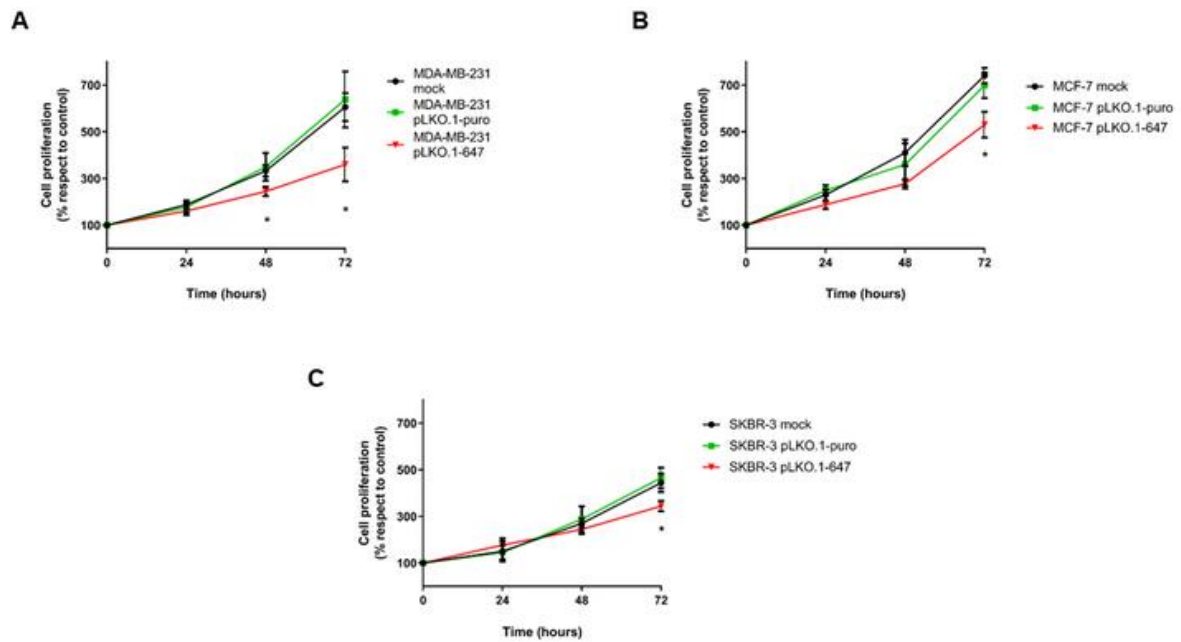 A
Cell proliferation
(% respect to control)
700
500
300
100
0
24
48
72
Time (hours)
MDA-MB-231
mock
MDA-MB-231
pLKO.1-puro
MDA-MB-231
pLKO.1-647
*
*
B
Cell proliferation
(% respect to control)
700
500
300
100
0
24
48
72
Time (hours)
MCF-7 mock
MCF-7 pLKO.1-puro
MCF-7 pLKO.1-647
*
C
Cell proliferation
(% respect to control)
700
500
300
100
0
24
48
72
Time (hours)
SKBR-3 mock
SKBR-3 pLKO.1-puro
SKBR-3 pLKO.1-647
*